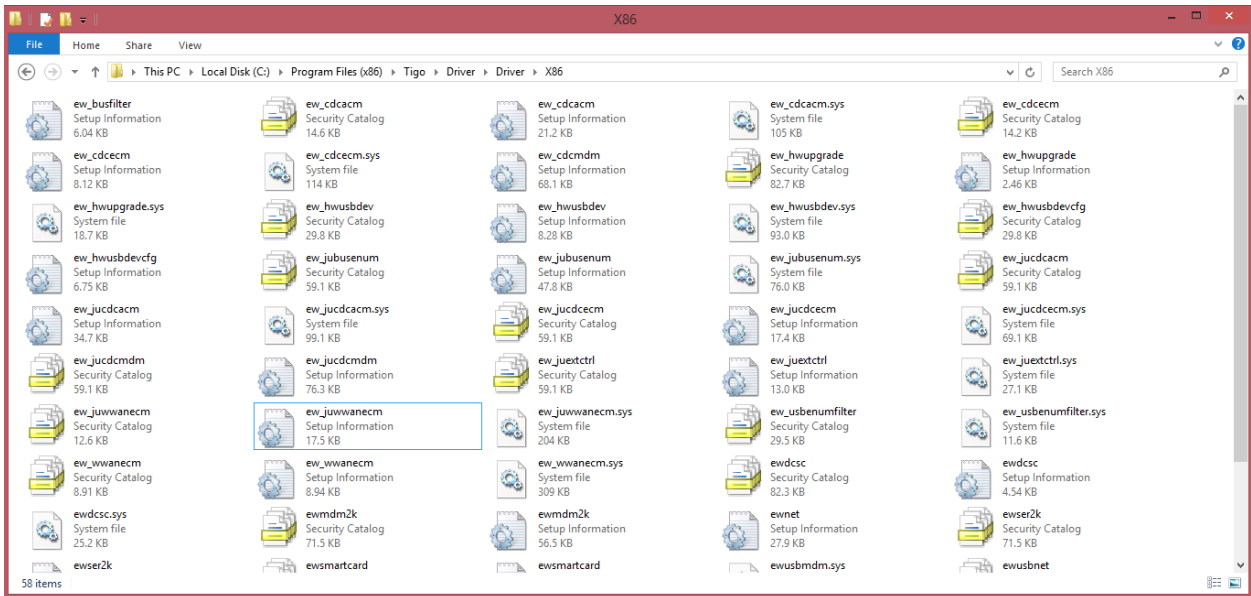 X86
File Home Share View
This PC Local Disk (C:) Program Files (x86) Tigo Driver Driver X86
Search X86
ew_busfilter
Setup Information
6.04 KB
ew_cdcacm
Security Catalog
14.6 KB
ew_cdcacm
Setup Information
21.2 KB
ew_cdcacm.sys
System file
105 KB
ew_cdcecm
Security Catalog
14.2 KB
ew_cdcecm
Setup Information
8.12 KB
ew_cdcecm.sys
System file
114 KB
ew_cdcmdm
Setup Information
68.1 KB
ew_hwupgrade
Security Catalog
82.7 KB
ew_hwupgrade
Setup Information
2.46 KB
ew_hwupgrade.sys
System file
18.7 KB
ew_hwusbdev
Security Catalog
29.8 KB
ew_hwusbdev
Setup Information
8.28 KB
ew_hwusbdev.sys
System file
93.0 KB
ew_hwusbdevcfg
Security Catalog
29.8 KB
ew_hwusbdevcfg
Setup Information
6.75 KB
ew_jubusenum
Security Catalog
59.1 KB
ew_jubusenum
Setup Information
47.8 KB
ew_jubusenum.sys
System file
76.0 KB
ew_jucdcacm
Security Catalog
59.1 KB
ew_jucdcacm
Setup Information
34.7 KB
ew_jucdcacm.sys
System file
99.1 KB
ew_jucdcecm
Security Catalog
59.1 KB
ew_jucdcecm
Setup Information
17.4 KB
ew_jucdcecm.sys
System file
69.1 KB
ew_jucdcmdm
Security Catalog
59.1 KB
ew_jucdcmdm
Setup Information
76.3 KB
ew_juextctrl
Security Catalog
59.1 KB
ew_juextctrl
Setup Information
13.0 KB
ew_juextctrl.sys
System file
27.1 KB
ew_juwwanecm
Security Catalog
12.6 KB
ew_juwwanecm
Setup Information
17.5 KB
ew_juwwanecm.sys
System file
204 KB
ew_usbenumfilter
Security Catalog
29.5 KB
ew_usbenumfilter.sys
System file
11.6 KB
ew_wwanecm
Security Catalog
8.91 KB
ew_wwanecm
Setup Information
8.94 KB
ew_wwanecm.sys
System file
309 KB
ewdcsc
Security Catalog
82.3 KB
ewdcsc
Setup Information
4.54 KB
ewdcsc.sys
System file
25.2 KB
ewmdm2k
Security Catalog
71.5 KB
ewmdm2k
Setup Information
56.5 KB
ewnet
Setup Information
27.9 KB
ewser2k
Security Catalog
71.5 KB
ewser2k
ewsmartcard
ewsmartcard
ewusbmdm.sys
ewusbnet
58 items